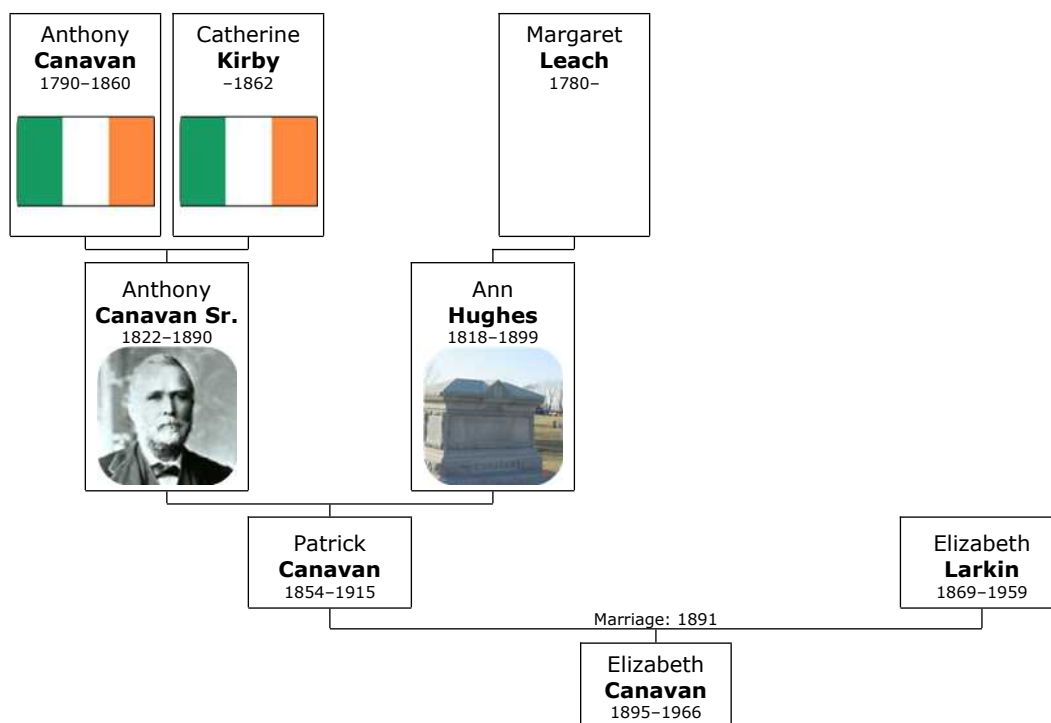 Anthony
Canavan
1790–1860
Catherine
Kirby
–1862
Margaret
Leach
1780–
Anthony
Canavan Sr.
1822–1890
Ann
Hughes
1818–1899
Patrick
Canavan
1854–1915
Elizabeth
Larkin
1869–1959
Marriage: 1891
Elizabeth
Canavan
1895–1966